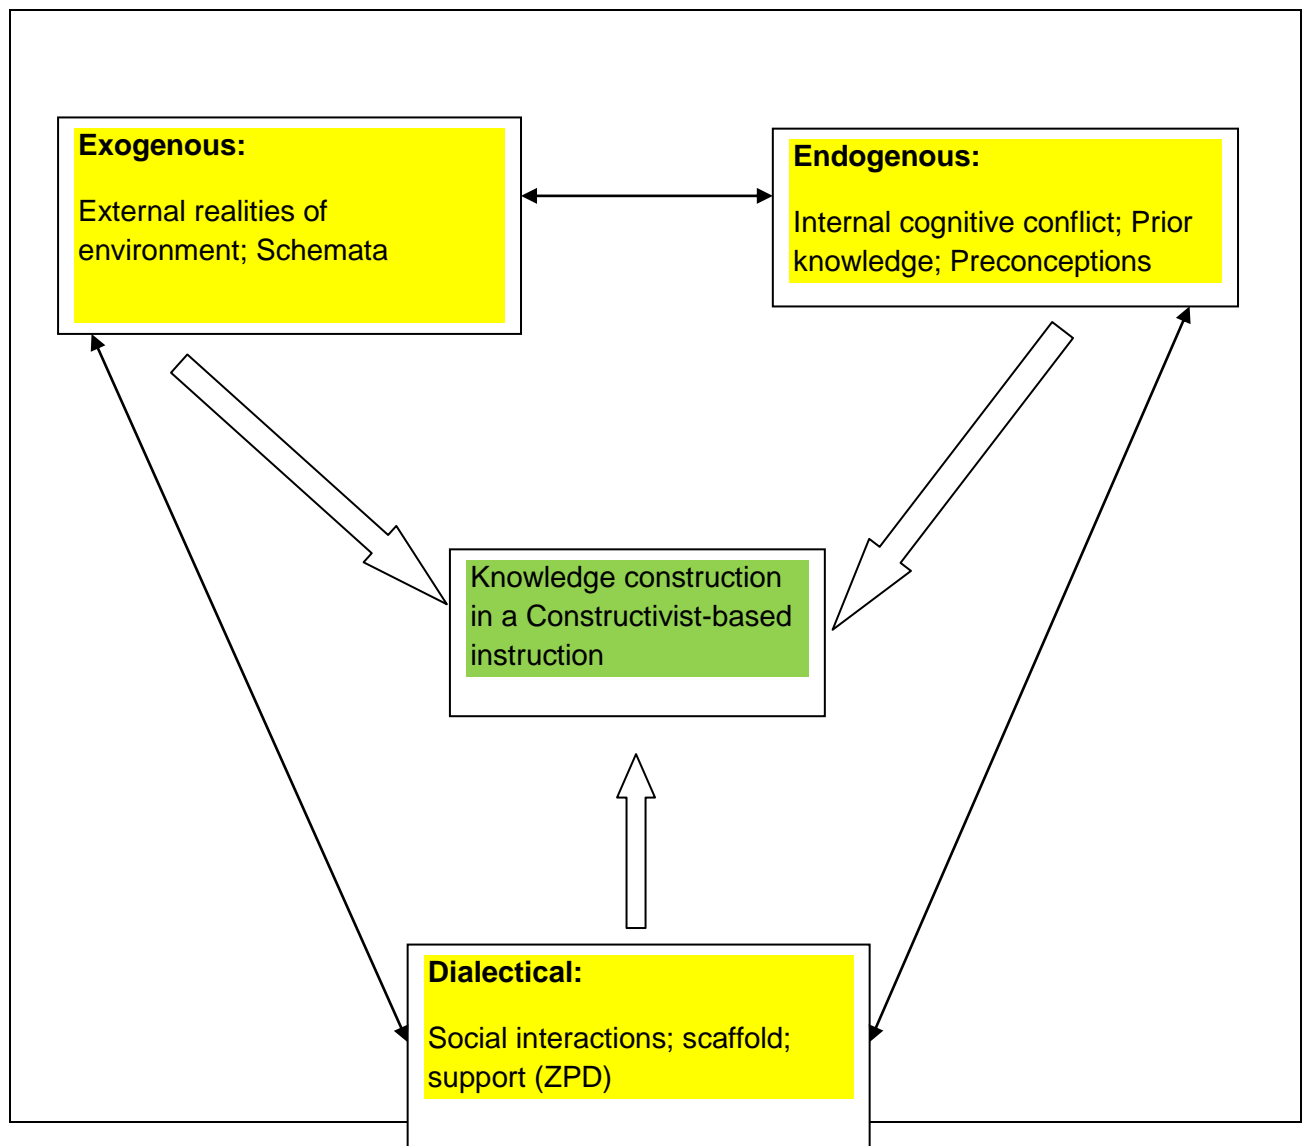 Exogenous:
External realities of
environment; Schemata
Endogenous:
Internal cognitive conflict; Prior
knowledge; Preconceptions
Knowledge construction
in a Constructivist-based
instruction
Dialectical:
Social interactions; scaffold;
support (ZPD)